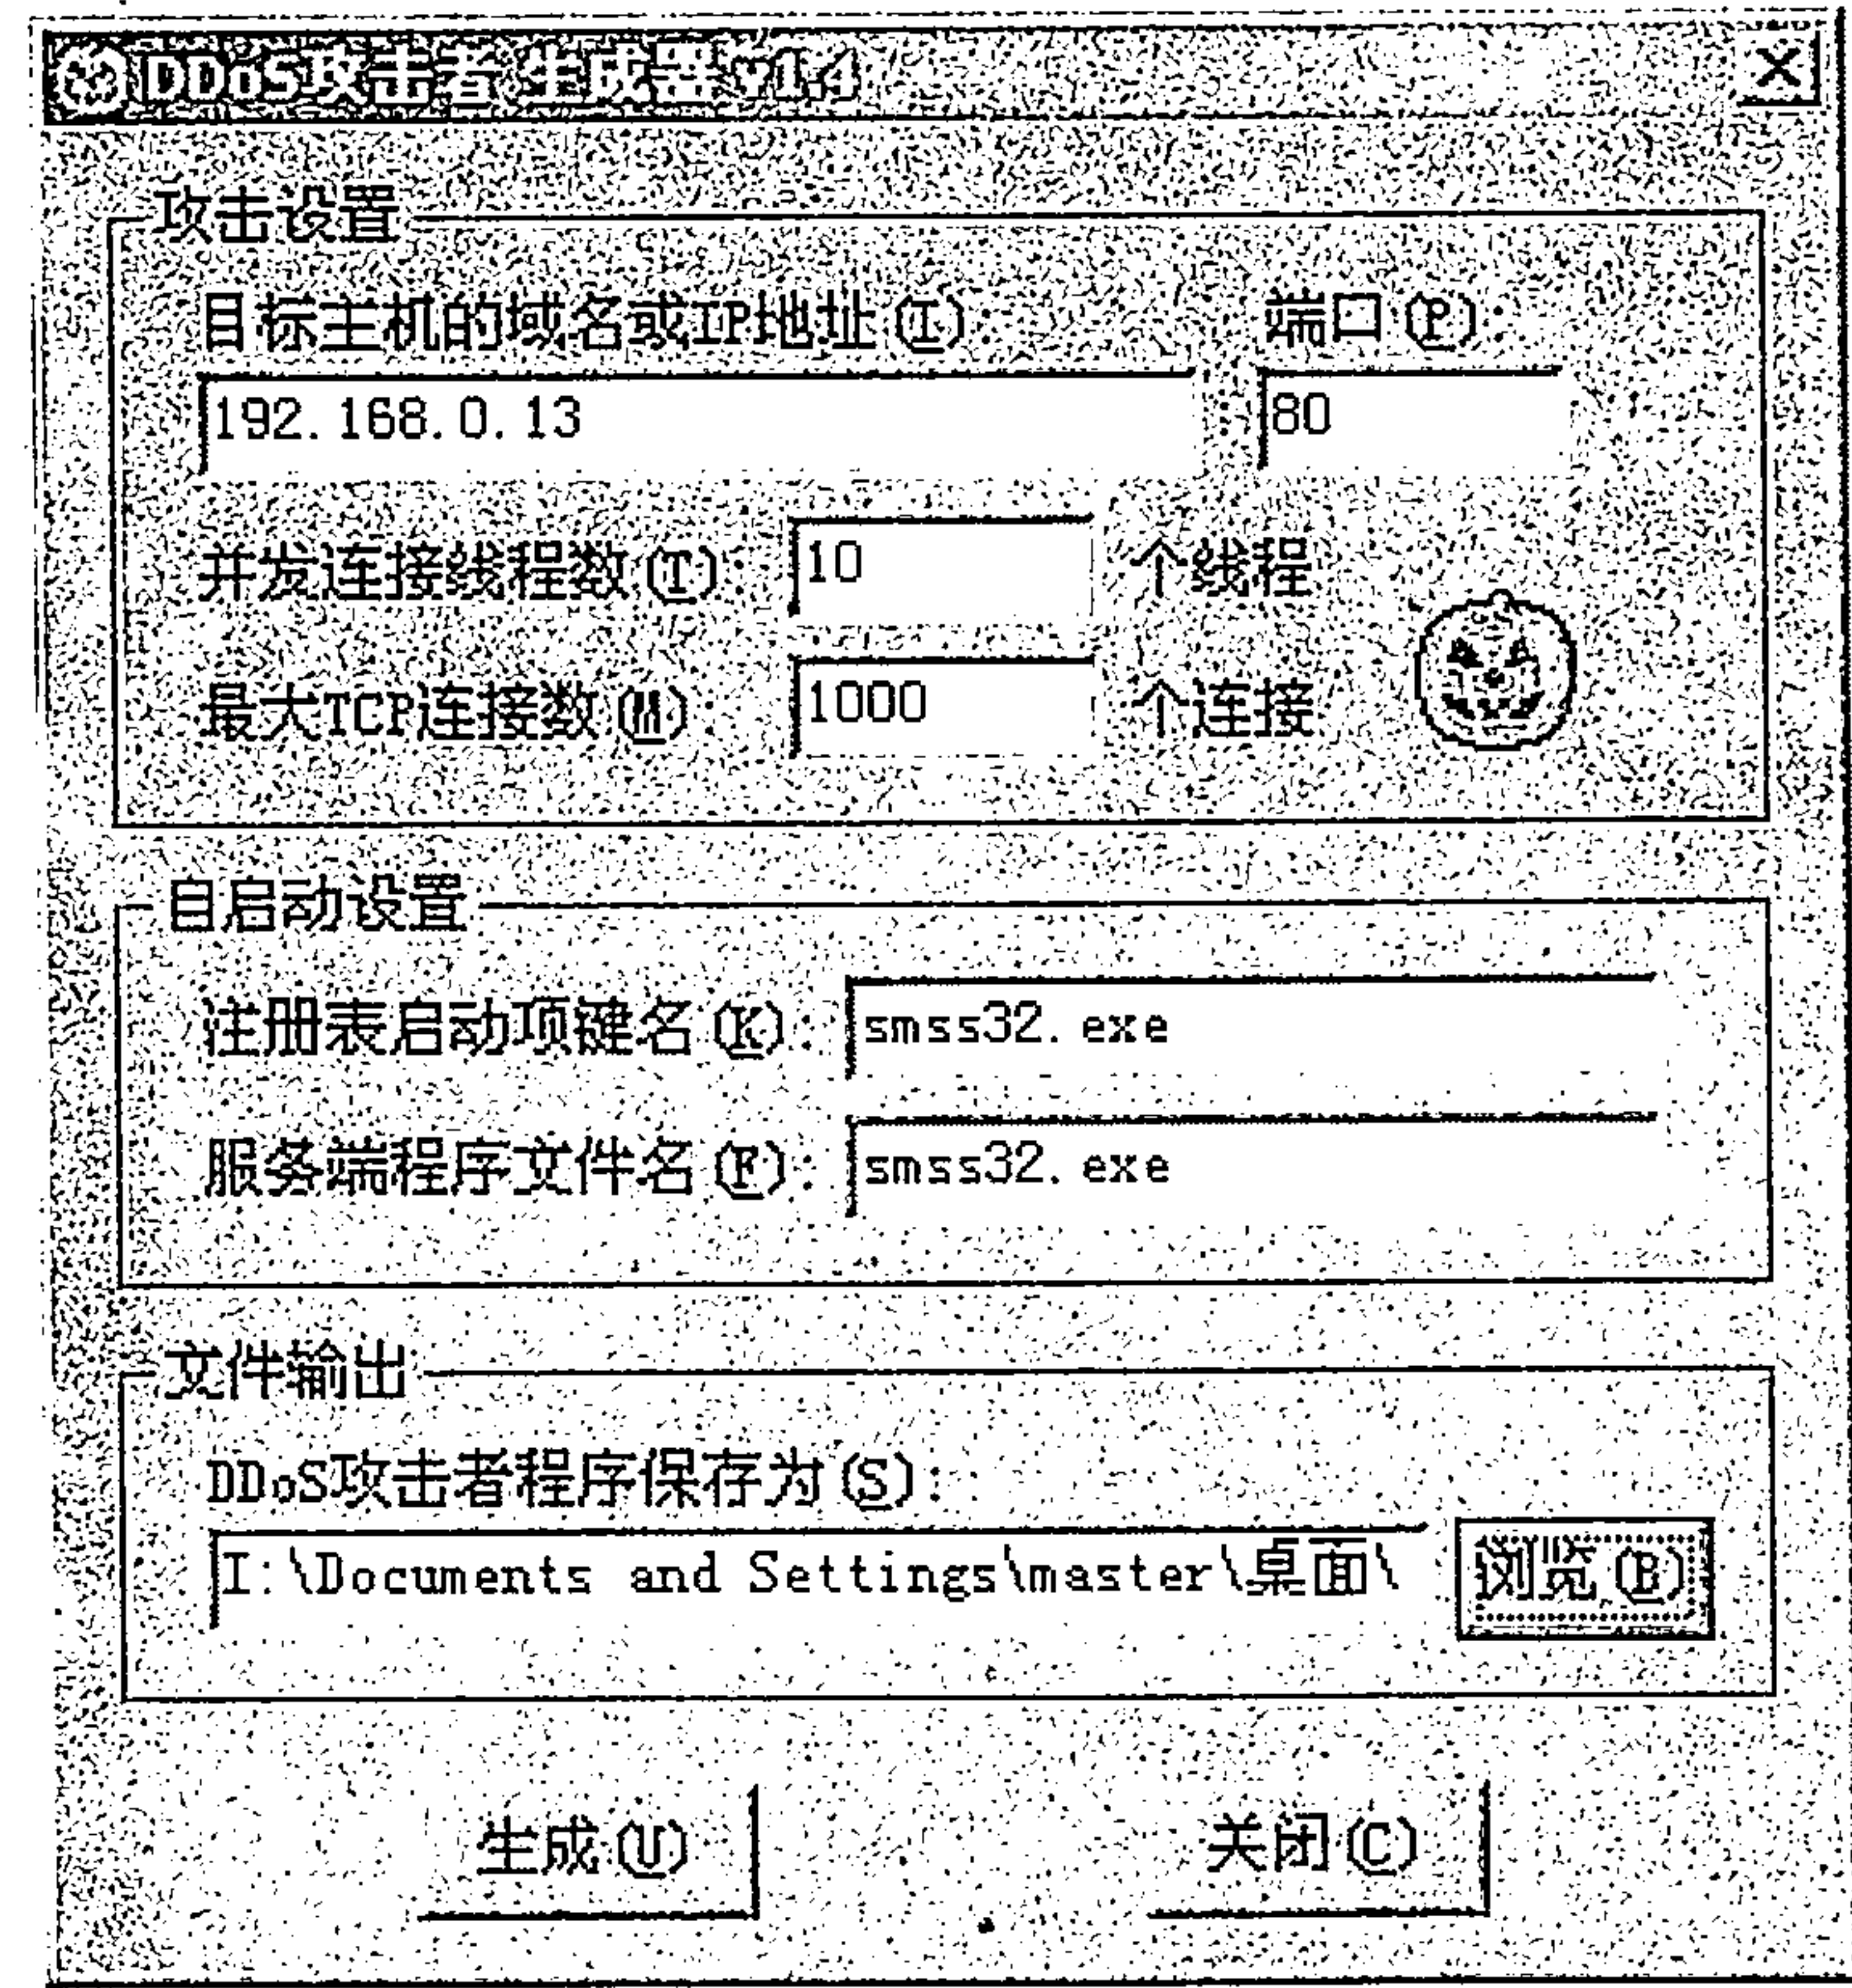 DDoS攻击者 生成器 v1.4
攻击设置
目标主机的域名或IP地址(I): 端口(P):
192.168.0.13 80
并发连接线程数(T): 10 个线程
最大TCP连接数(M): 1000 个连接
自启动设置
注册表启动项键名(K): smss32.exe
服务端程序文件名(F): smss32.exe
文件输出
DDoS攻击者程序保存为(S):
I:\Documents and Settings\master\桌面\ 浏览(B)
生成(U) 关闭(C)